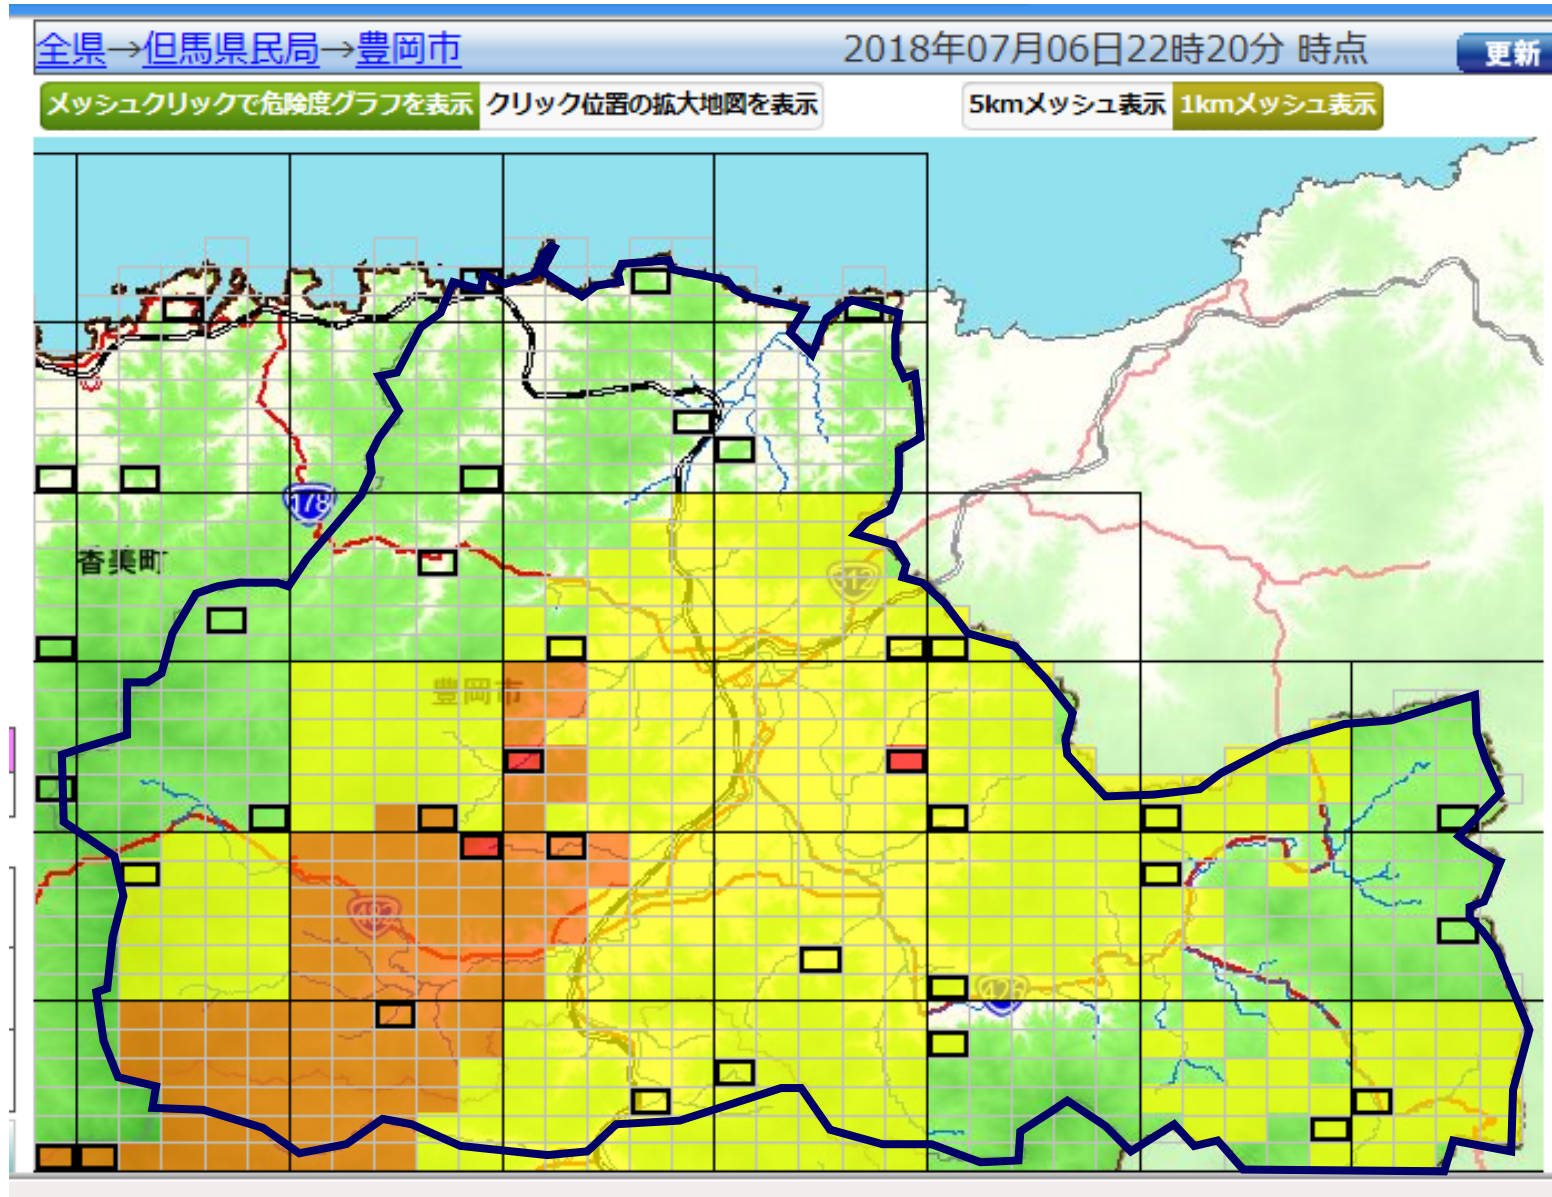 全県→但馬県民局→豊岡市
2018年07月06日22時20分 時点
更新
メッシュクリックで危険度グラフを表示
クリック位置の拡大地図を表示
5kmメッシュ表示
1kmメッシュ表示
178
香美町
312
豊岡市
482
426